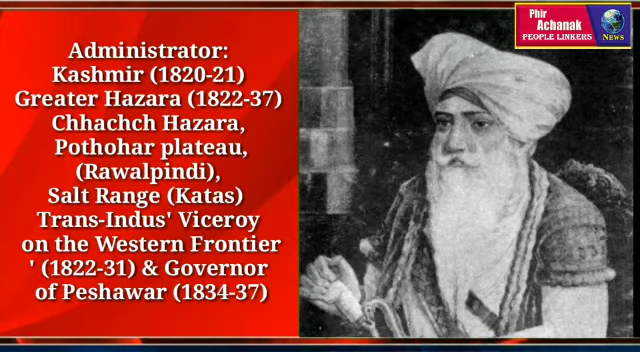 Phir
Achanak
PEOPLE LINKERS
NEWS
Administrator:
Kashmir (1820-21)
Greater Hazara (1822-37)
Chhachch Hazara,
Pothohar plateau,
(Rawalpindi),
Salt Range (Katas)
Trans-Indus' Viceroy
on the Western Frontier
' (1822-31) & Governor
of Peshawar (1834-37)